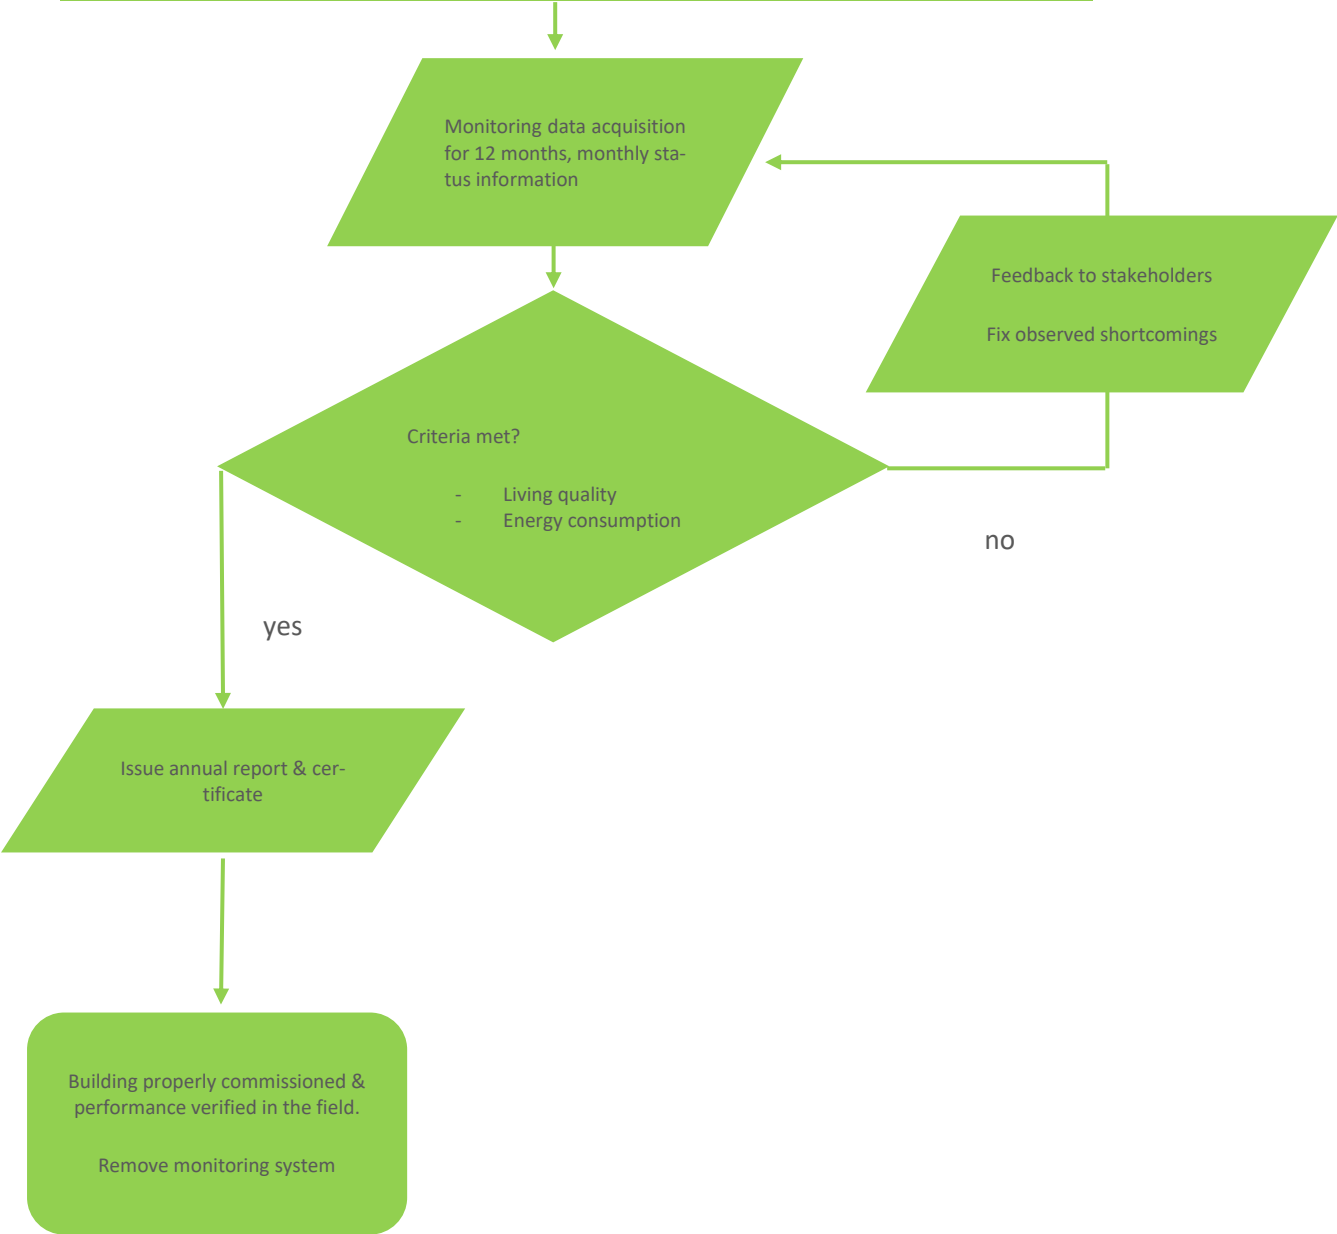 Monitoring data acquisition
for 12 months, monthly sta-
tus information
Feedback to stakeholders
Fix observed shortcomings
Criteria met?
- Living quality
- Energy consumption
no
yes
Issue annual report & cer-
tificate
Building properly commissioned &
performance verified in the field.
Remove monitoring system